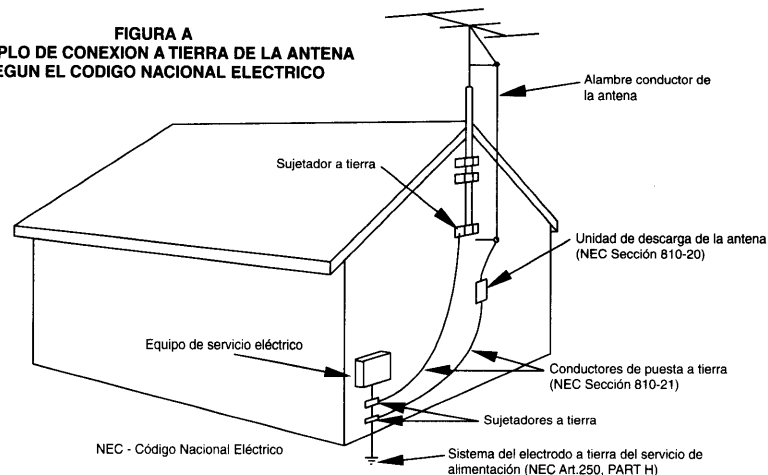 FIGURA A
PLO DE CONEXION A TIERRA DE LA ANTENA
EGUN EL CODIGO NACIONAL ELECTRICO
Alambre conductor de
la antena
Sujetador a tierra
Unidad de descarga de la antena
(NEC Sección 810-20)
Equipo de servicio eléctrico
Conductores de puesta a tierra
(NEC Sección 810-21)
Sujetadores a tierra
NEC - Código Nacional Eléctrico
Sistema del electrodo a tierra del servicio de
alimentación (NEC Art.250, PART H)